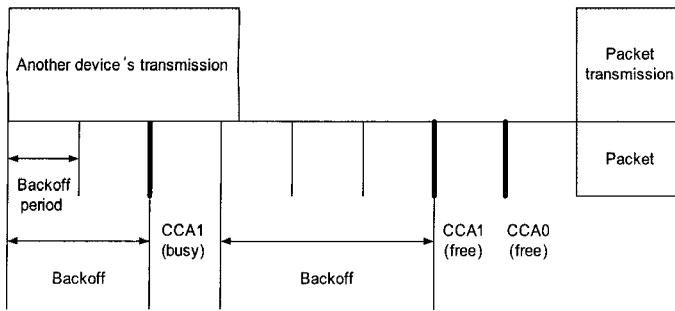 Another device's transmission
Packet
transmission
Packet
Backoff
period
CCA1
(busy)
CCA1
(free)
CCA0
(free)
Backoff
Backoff